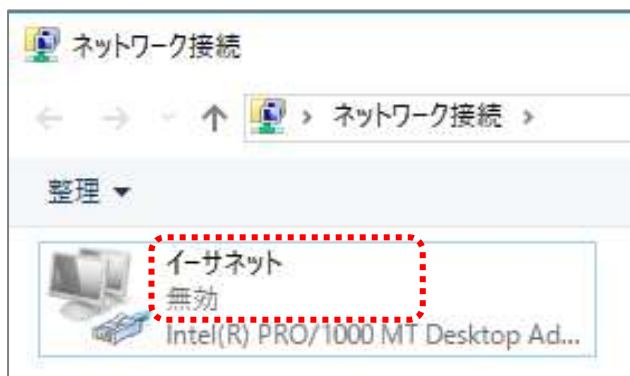 ネットワーク接続
ネットワーク接続
整理
イーサネット
無効
Intel(R) PRO/1000 MT Desktop Ad...